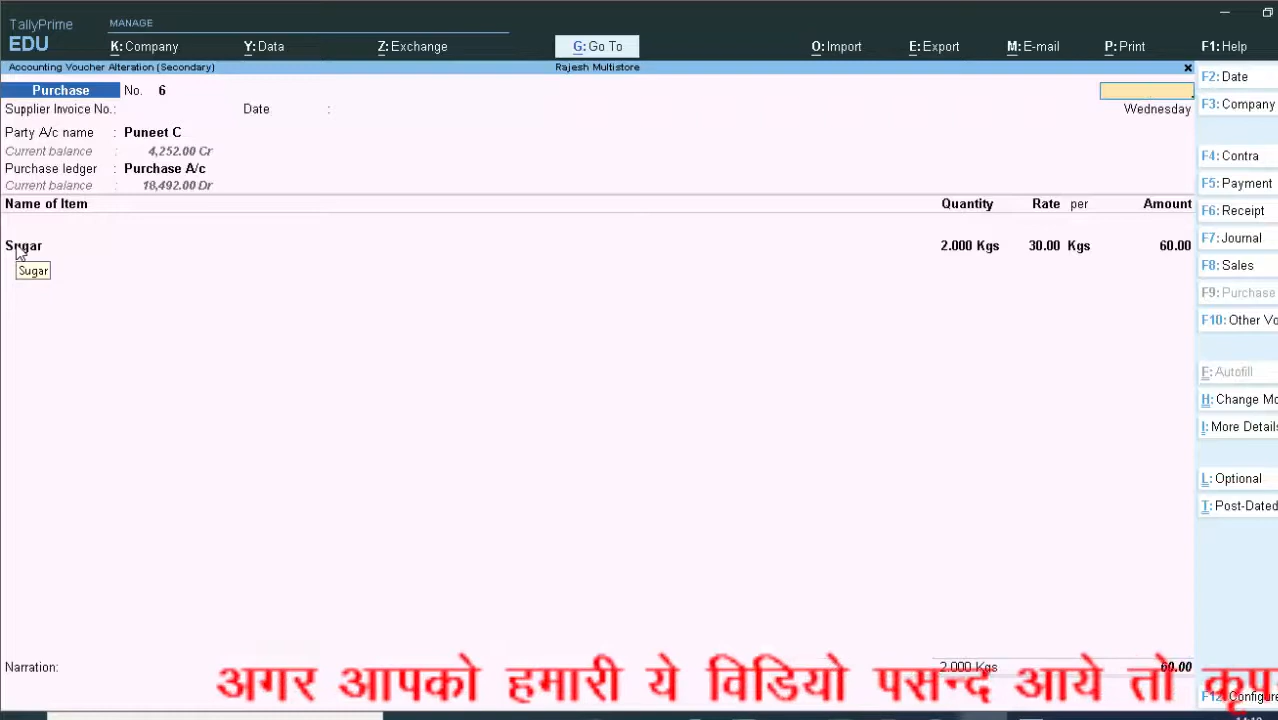 TallyPrime
EDU
MANAGE
K: Company Y: Data Z: Exchange G: Go To O: Import E: Export M: E-mail P: Print F1: Help
Accounting Voucher Alteration (Secondary) Rajesh Multistore
Purchase No. 6
Supplier Invoice No. : Date :
Wednesday
Party A/c name : Puneet C
Current balance : 4,252.00 Cr
Purchase ledger : Purchase A/c
Current balance : 18,492.00 Dr
Name of Item Quantity Rate per Amount
Sugar 2.000 Kgs 30.00 Kgs 60.00
Sugar
Narration: 2.000 Kgs 60.00
अगर आपको हमारी ये विडियो पसन्द आये तो
F2: Date
F3: Company
F4: Contra
F5: Payment
F6: Receipt
F7: Journal
F8: Sales
F9: Purchase
F10: Other Vo
F: Autofill
H: Change Mo
I: More Details
L: Optional
T: Post-Dated
F12: Configure